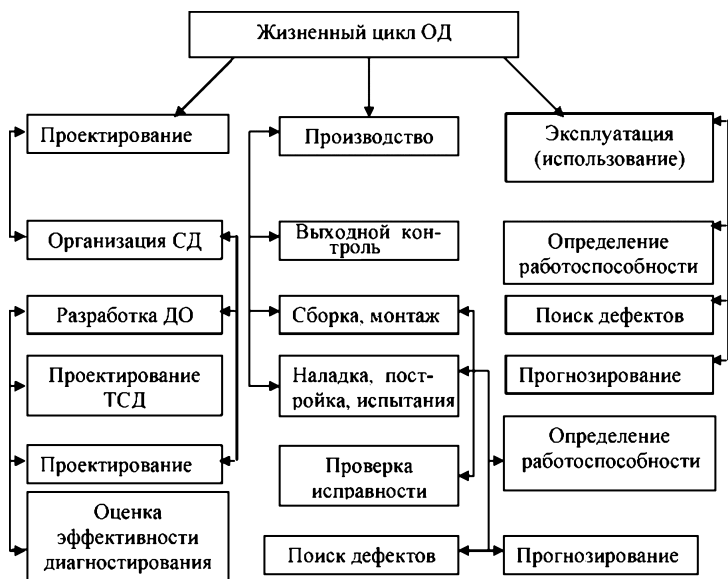 Жизненный цикл ОД
Проектирование
Производство
Эксплуатация
(использование)
Организация СД
Выходной кон-
троль
Определение
работоспособности
Разработка ДО
Сборка, монтаж
Поиск дефектов
Проектирование
ТСД
Наладка, пост-
ройка, испытания
Прогнозирование
Проектирование
Проверка
исправности
Определение
работоспособности
Оценка
эффективности
диагностирования
Поиск дефектов
Прогнозирование